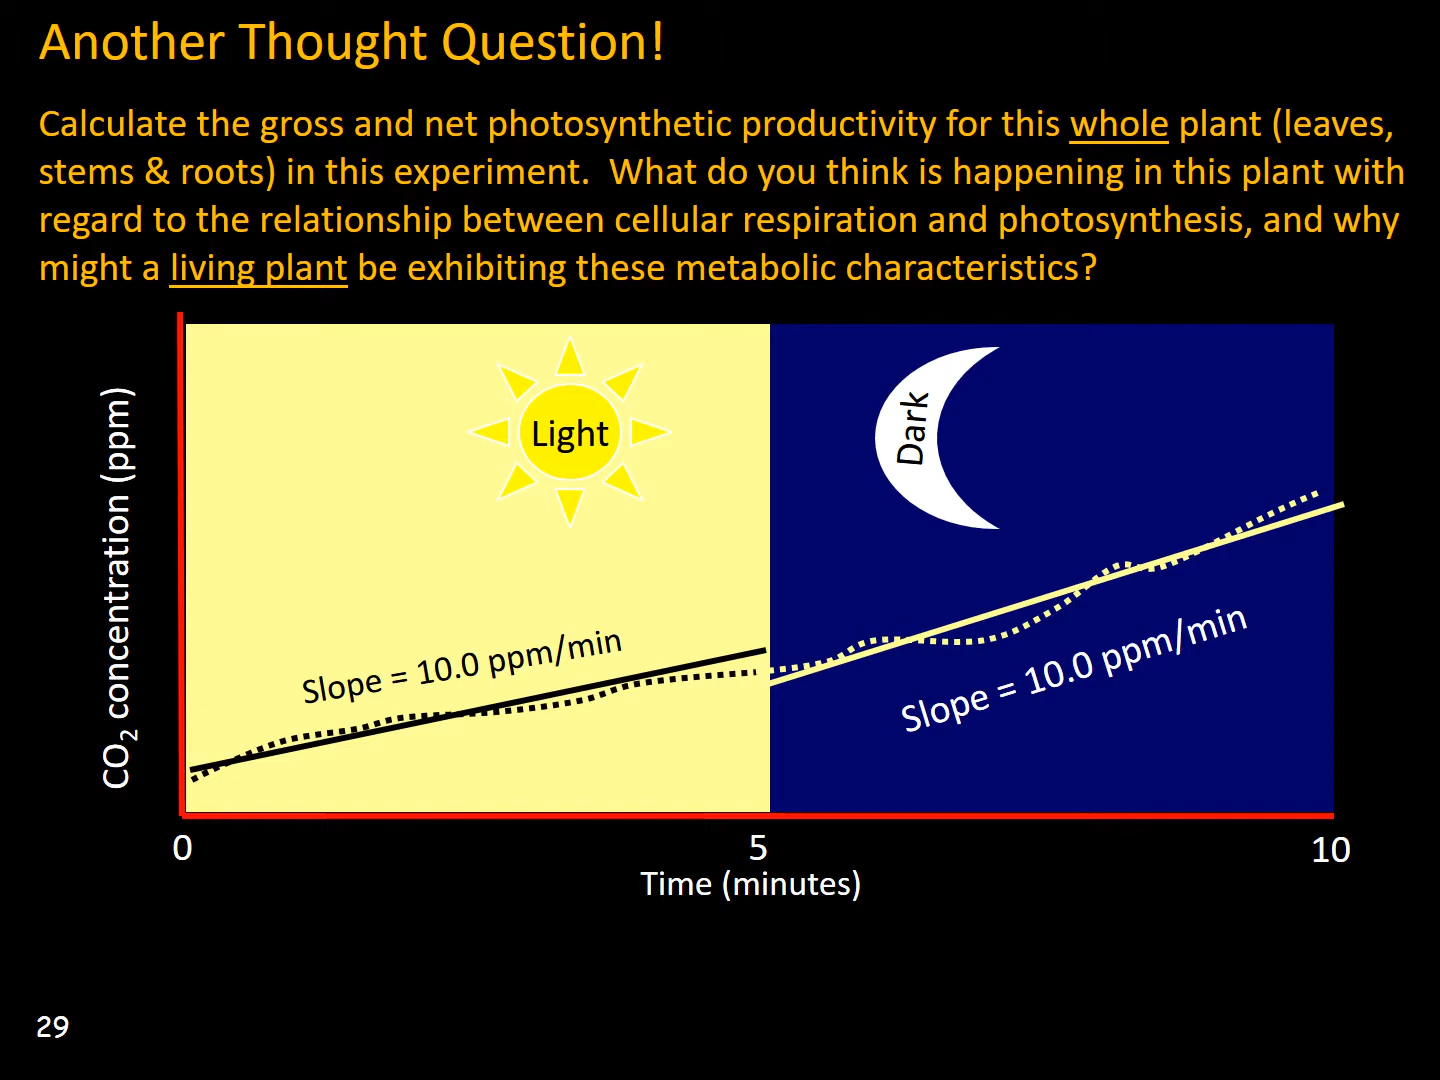 Another Thought Question!
Calculate the gross and net photosynthetic productivity for this whole plant (leaves,
stems & roots) in this experiment.  What do you think is happening in this plant with
regard to the relationship between cellular respiration and photosynthesis, and why
might a living plant be exhibiting these metabolic characteristics?
Light
Dark
CO₂ concentration (ppm)
Slope = 10.0 ppm/min
Slope = 10.0 ppm/min
0
5
10
Time (minutes)
29